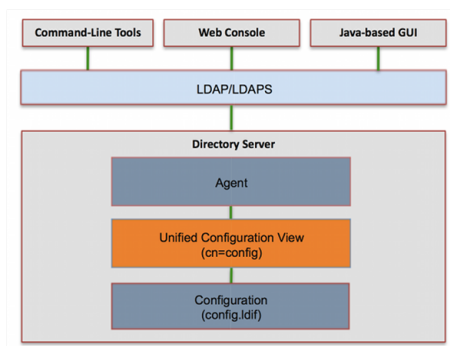 Command-Line Tools
Web Console
Java-based GUI
LDAP/LDAPS
Directory Server
Agent
Unified Configuration View
(cn=config)
Configuration
(config.ldif)